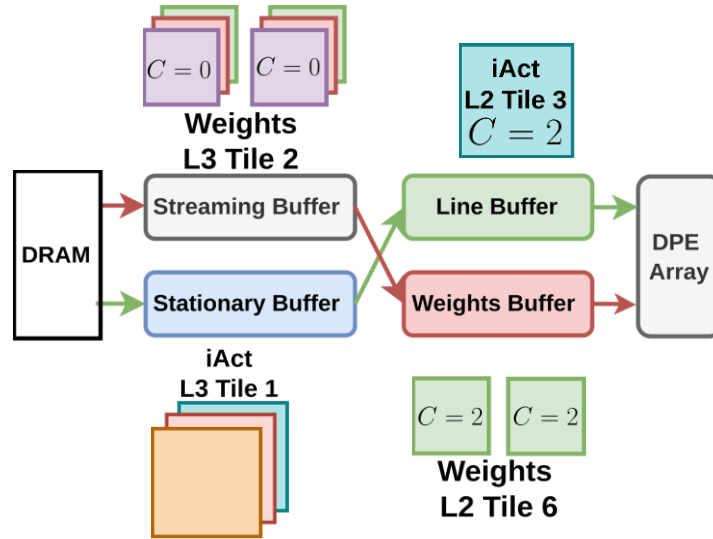 C = 0
C = 0
Weights
L3 Tile 2
iAct
L2 Tile 3
C = 2
DRAM
Streaming Buffer
Line Buffer
DPE
Array
Stationary Buffer
Weights Buffer
iAct
L3 Tile 1
C = 2
C = 2
Weights
L2 Tile 6